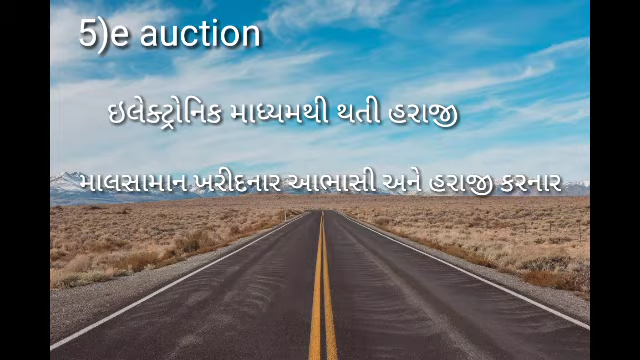 5)e auction
ઇલેક્ટ્રોનિક માધ્યમથી થતી હરાજી
માલસામાન ખરીદનાર આભાસી અને હરાજી કરનાર